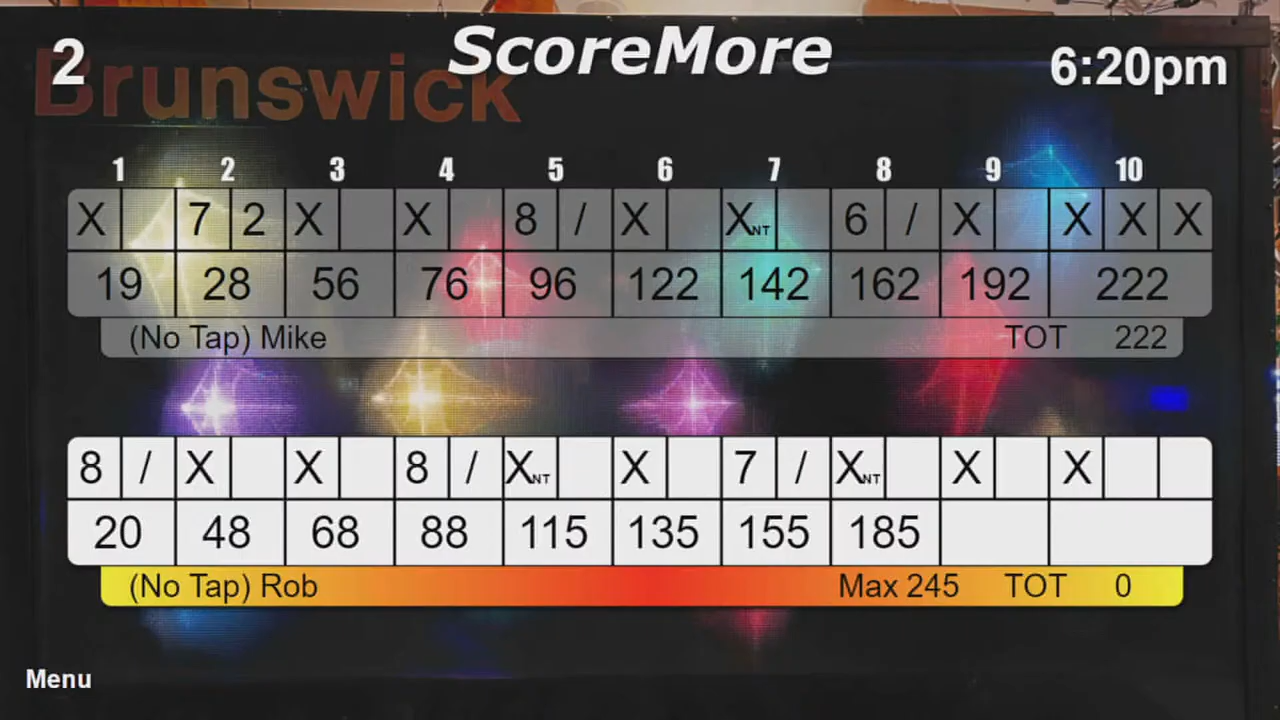 2 ScoreMore 6:20pm
Brunswick
1 2 3 4 5 6 7 8 9 10
X 7 2 X X 8 / X XNT 6 / X X X X
19 28 56 76 96 122 142 162 192 222
(No Tap) Mike TOT 222
8 / X X 8 / XNT X 7 / XNT X X
20 48 68 88 115 135 155 185
(No Tap) Rob Max 245 TOT 0
Menu